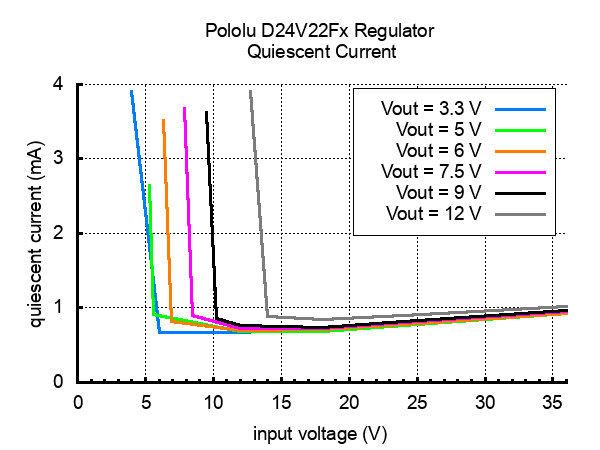 Pololu D24V22Fx Regulator
Quiescent Current
quiescent current (mA)
4
3
2
1
0
Vout = 3.3 V
Vout = 5 V
Vout = 6 V
Vout = 7.5 V
Vout = 9 V
Vout = 12 V
0 5 10 15 20 25 30 35
input voltage (V)